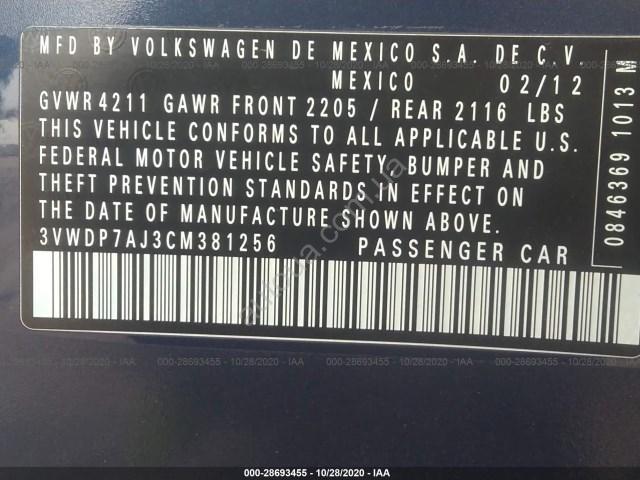 MFD BY VOLKSWAGEN DE MEXICO S.A. DE C.V.
MEXICO 02/12
GVWR 4211 GAWR FRONT 2205 / REAR 2116 LBS
THIS VEHICLE CONFORMS TO ALL APPLICABLE U.S.
FEDERAL MOTOR VEHICLE SAFETY, BUMPER AND
THEFT PREVENTION STANDARDS IN EFFECT ON
THE DATE OF MANUFACTURE SHOWN ABOVE.
3VWDP7AJ3CM381256 PASSENGER CAR
0846369 1013 M
000-28693455 - 10/28/2020 - IAA